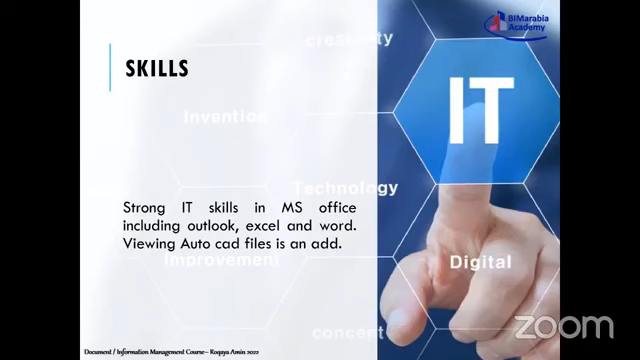 BIMarabia
Academy
creativity
IT
SKILLS
Invention
Technology
Strong IT skills in MS office
including outlook, excel and word.
Viewing Auto cad files is an add.
Improvement
Digital
concept
zoom
Document / Information Management Course– Roqaya Amin 2022